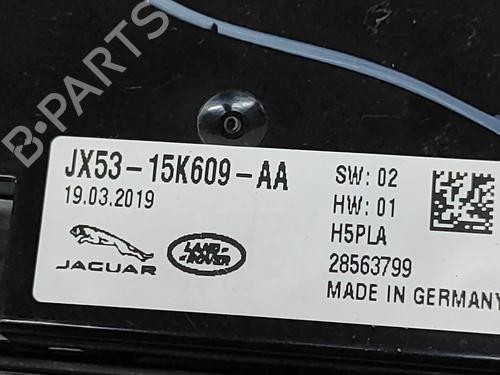 B-PARTS
JX53-15K609-AA
19.03.2019
JAGUAR
LAND-
ROVER
SW: 02
HW: 01
H5PLA
28563799
MADE IN GERMANY